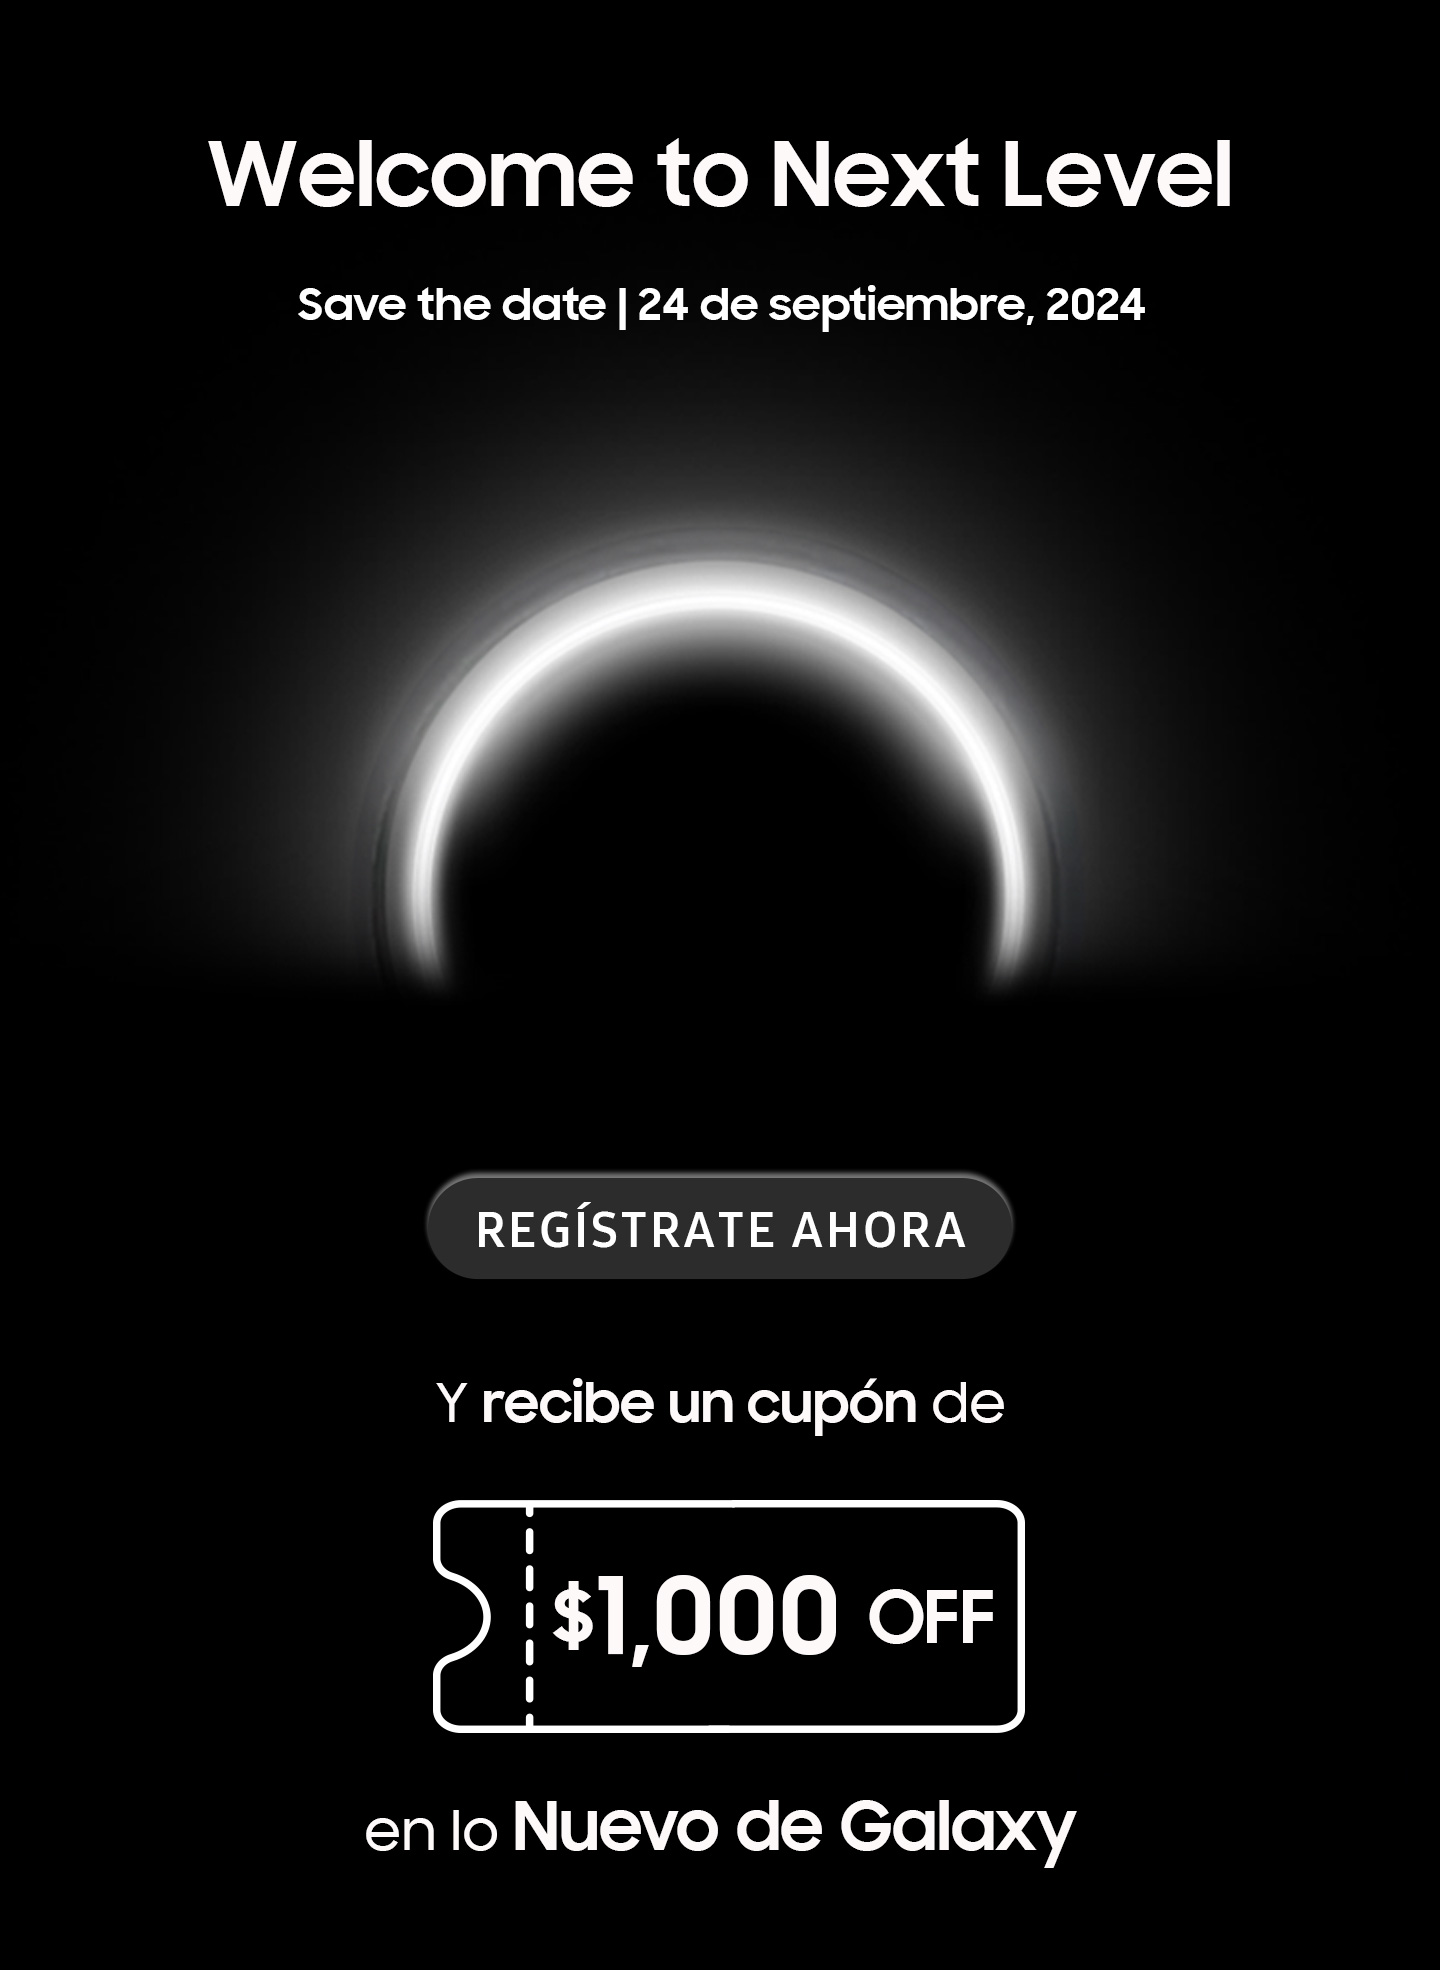 Welcome to Next Level
Save the date | 24 de septiembre, 2024
REGÍSTRATE AHORA
Y recibe un cupón de
$1,000 OFF
en lo Nuevo de Galaxy